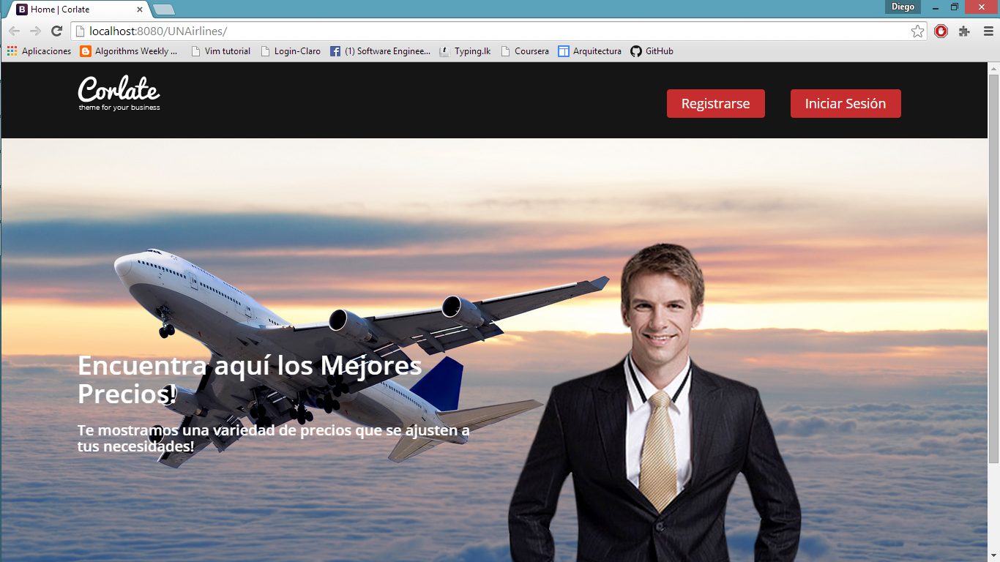 Diego
B Home | Corlate
localhost:8080/UNAirlines/
Aplicaciones Algorithms Weekly ... Vim tutorial Login-Claro (1) Software Enginee... Typing.lk Coursera Arquitectura GitHub
Corlate
theme for your business
Registrarse Iniciar Sesión
Encuentra aquí los Mejores
Precios!
Te mostramos una variedad de precios que se ajusten a
tus necesidades!